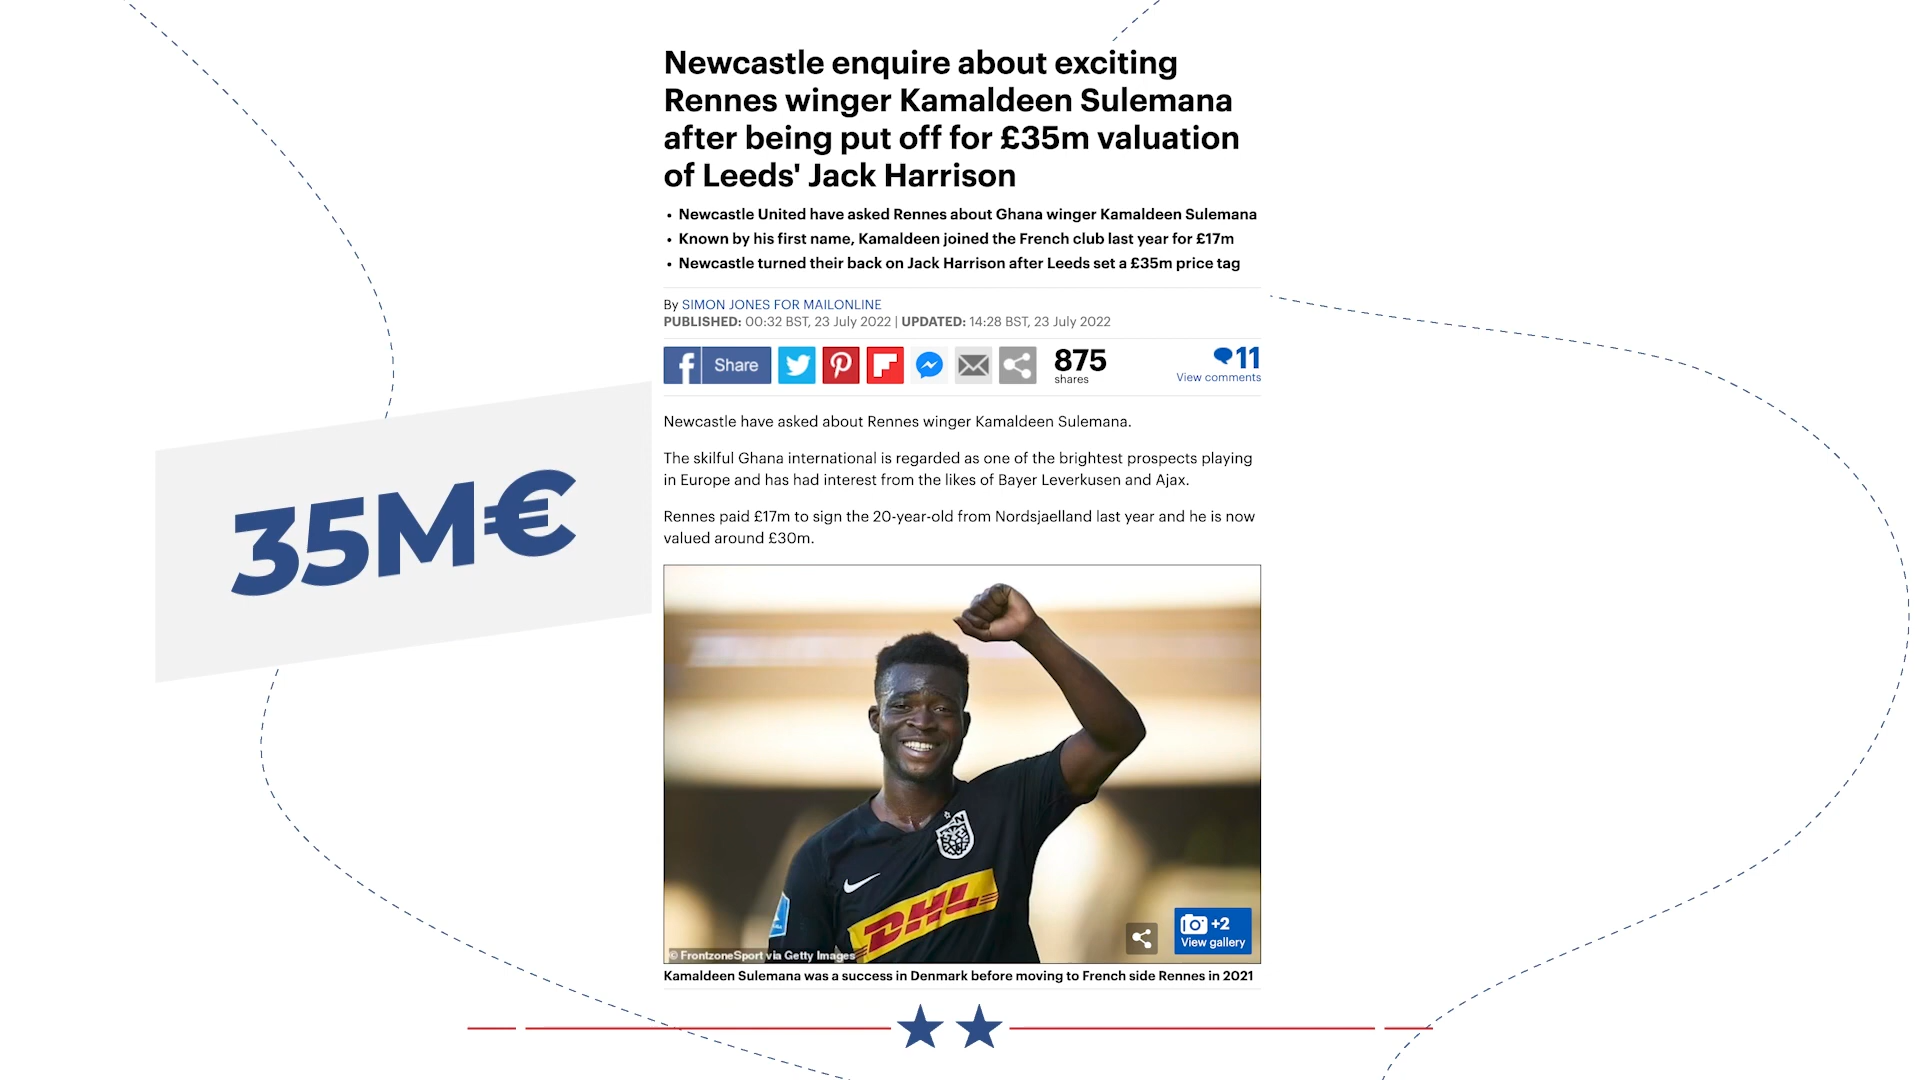 Newcastle enquire about exciting
Rennes winger Kamaldeen Sulemana
after being put off for £35m valuation
of Leeds' Jack Harrison
• Newcastle United have asked Rennes about Ghana winger Kamaldeen Sulemana
• Known by his first name, Kamaldeen joined the French club last year for £17m
• Newcastle turned their back on Jack Harrison after Leeds set a £35m price tag
By SIMON JONES FOR MAILONLINE
PUBLISHED: 00:32 BST, 23 July 2022 | UPDATED: 14:28 BST, 23 July 2022
Share
875
shares
11
View comments
Newcastle have asked about Rennes winger Kamaldeen Sulemana.
The skilful Ghana international is regarded as one of the brightest prospects playing
in Europe and has had interest from the likes of Bayer Leverkusen and Ajax.
Rennes paid £17m to sign the 20-year-old from Nordsjaelland last year and he is now
valued around £30m.
35M€
DHL
+2
View gallery
© FrontzoneSport via Getty Images
Kamaldeen Sulemana was a success in Denmark before moving to French side Rennes in 2021